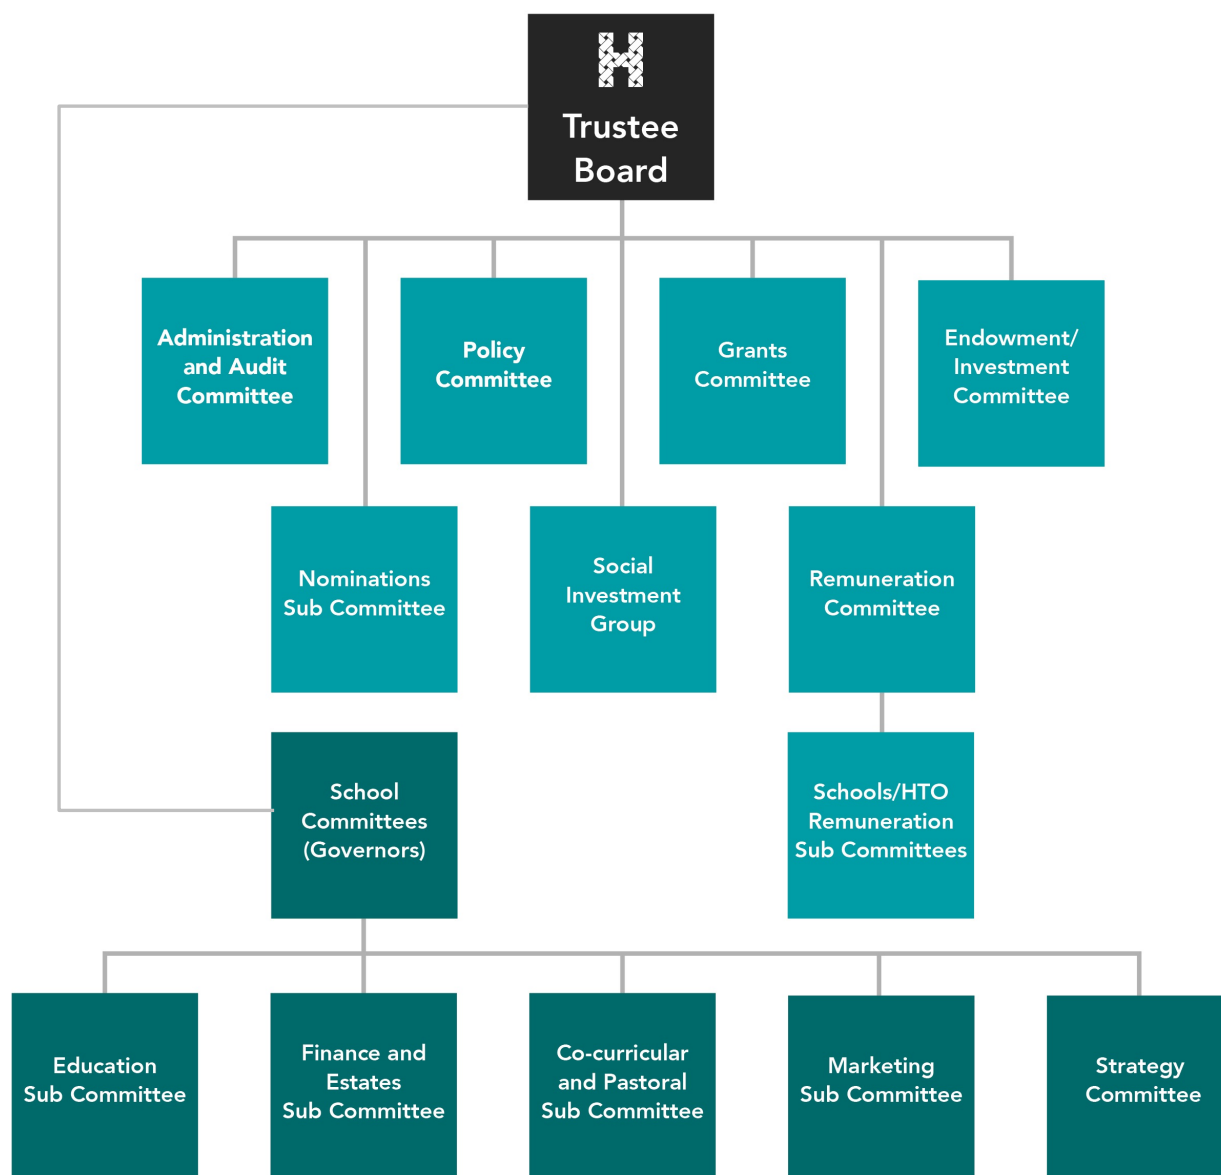 H
Trustee
Board
Administration
and Audit
Committee
Policy
Committee
Grants
Committee
Endowment/
Investment
Committee
Nominations
Sub Committee
Social
Investment
Group
Remuneration
Committee
School
Committees
(Governors)
Schools/HTO
Remuneration
Sub Committees
Education
Sub Committee
Finance and
Estates
Sub Committee
Co-curricular
and Pastoral
Sub Committee
Marketing
Sub Committee
Strategy
Committee